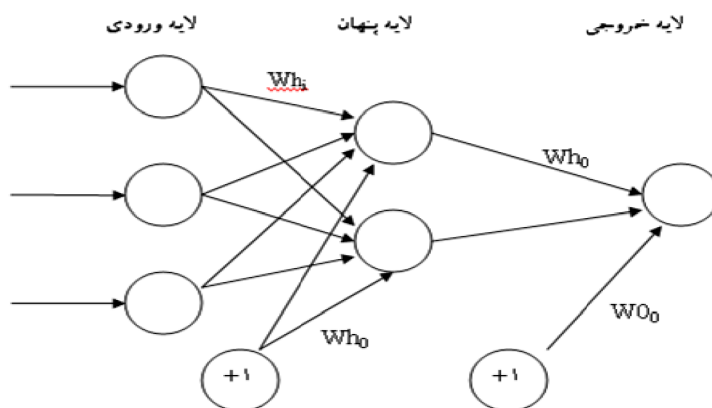 لایه خروجی
لایه پنهان
لایه ورودی
Whᵢ
Wh₀
Wh₀
W0₀
+۱
+۱